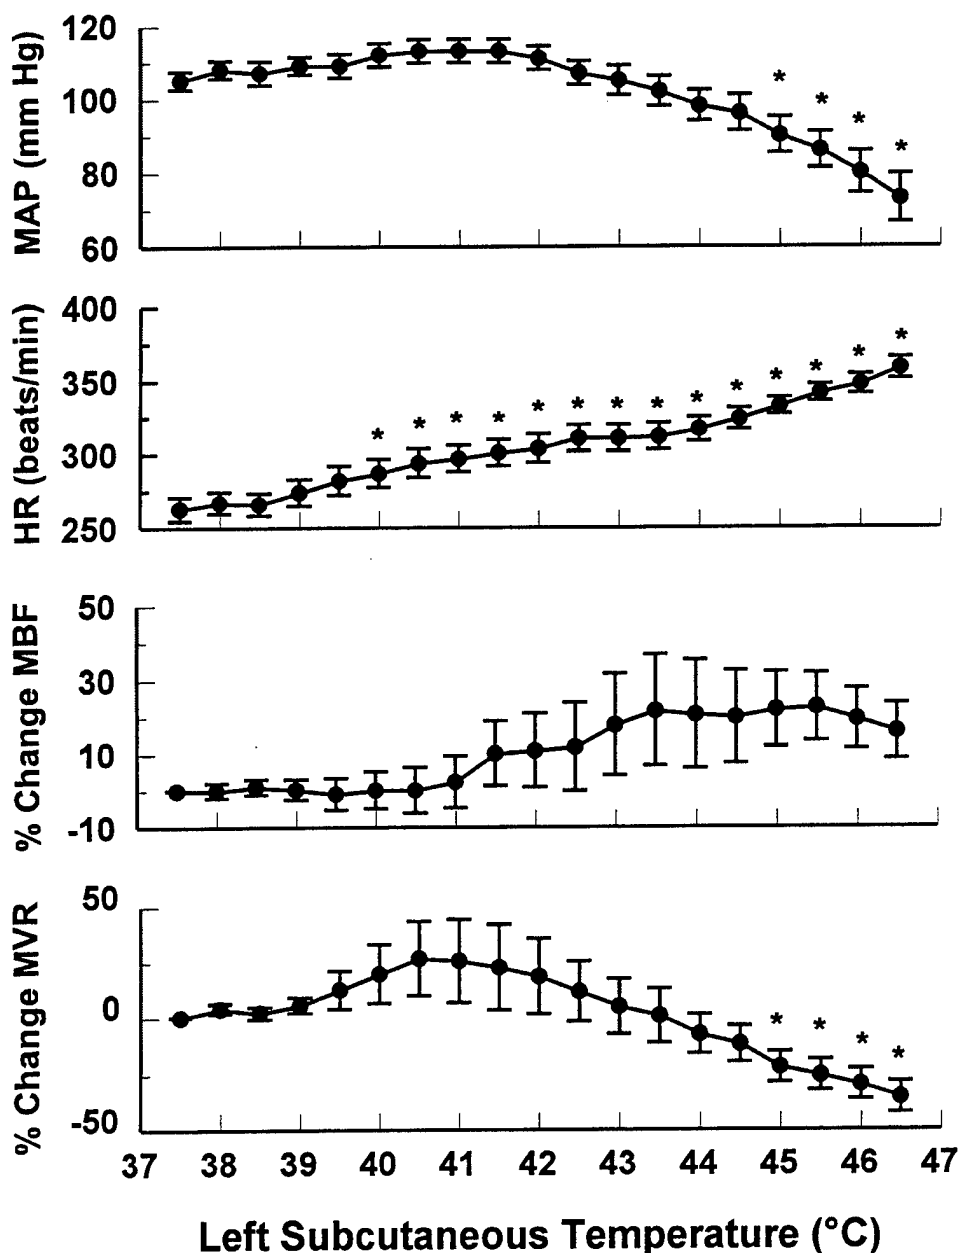 MAP (mm Hg)
120
100
80
60
* * * *
HR (beats/min)
400
350
300
250
* * * * * * * * * * * * * *
% Change MBF
50
30
10
-10
% Change MVR
50
0
-50
* * * *
37 38 39 40 41 42 43 44 45 46 47
Left Subcutaneous Temperature (°C)